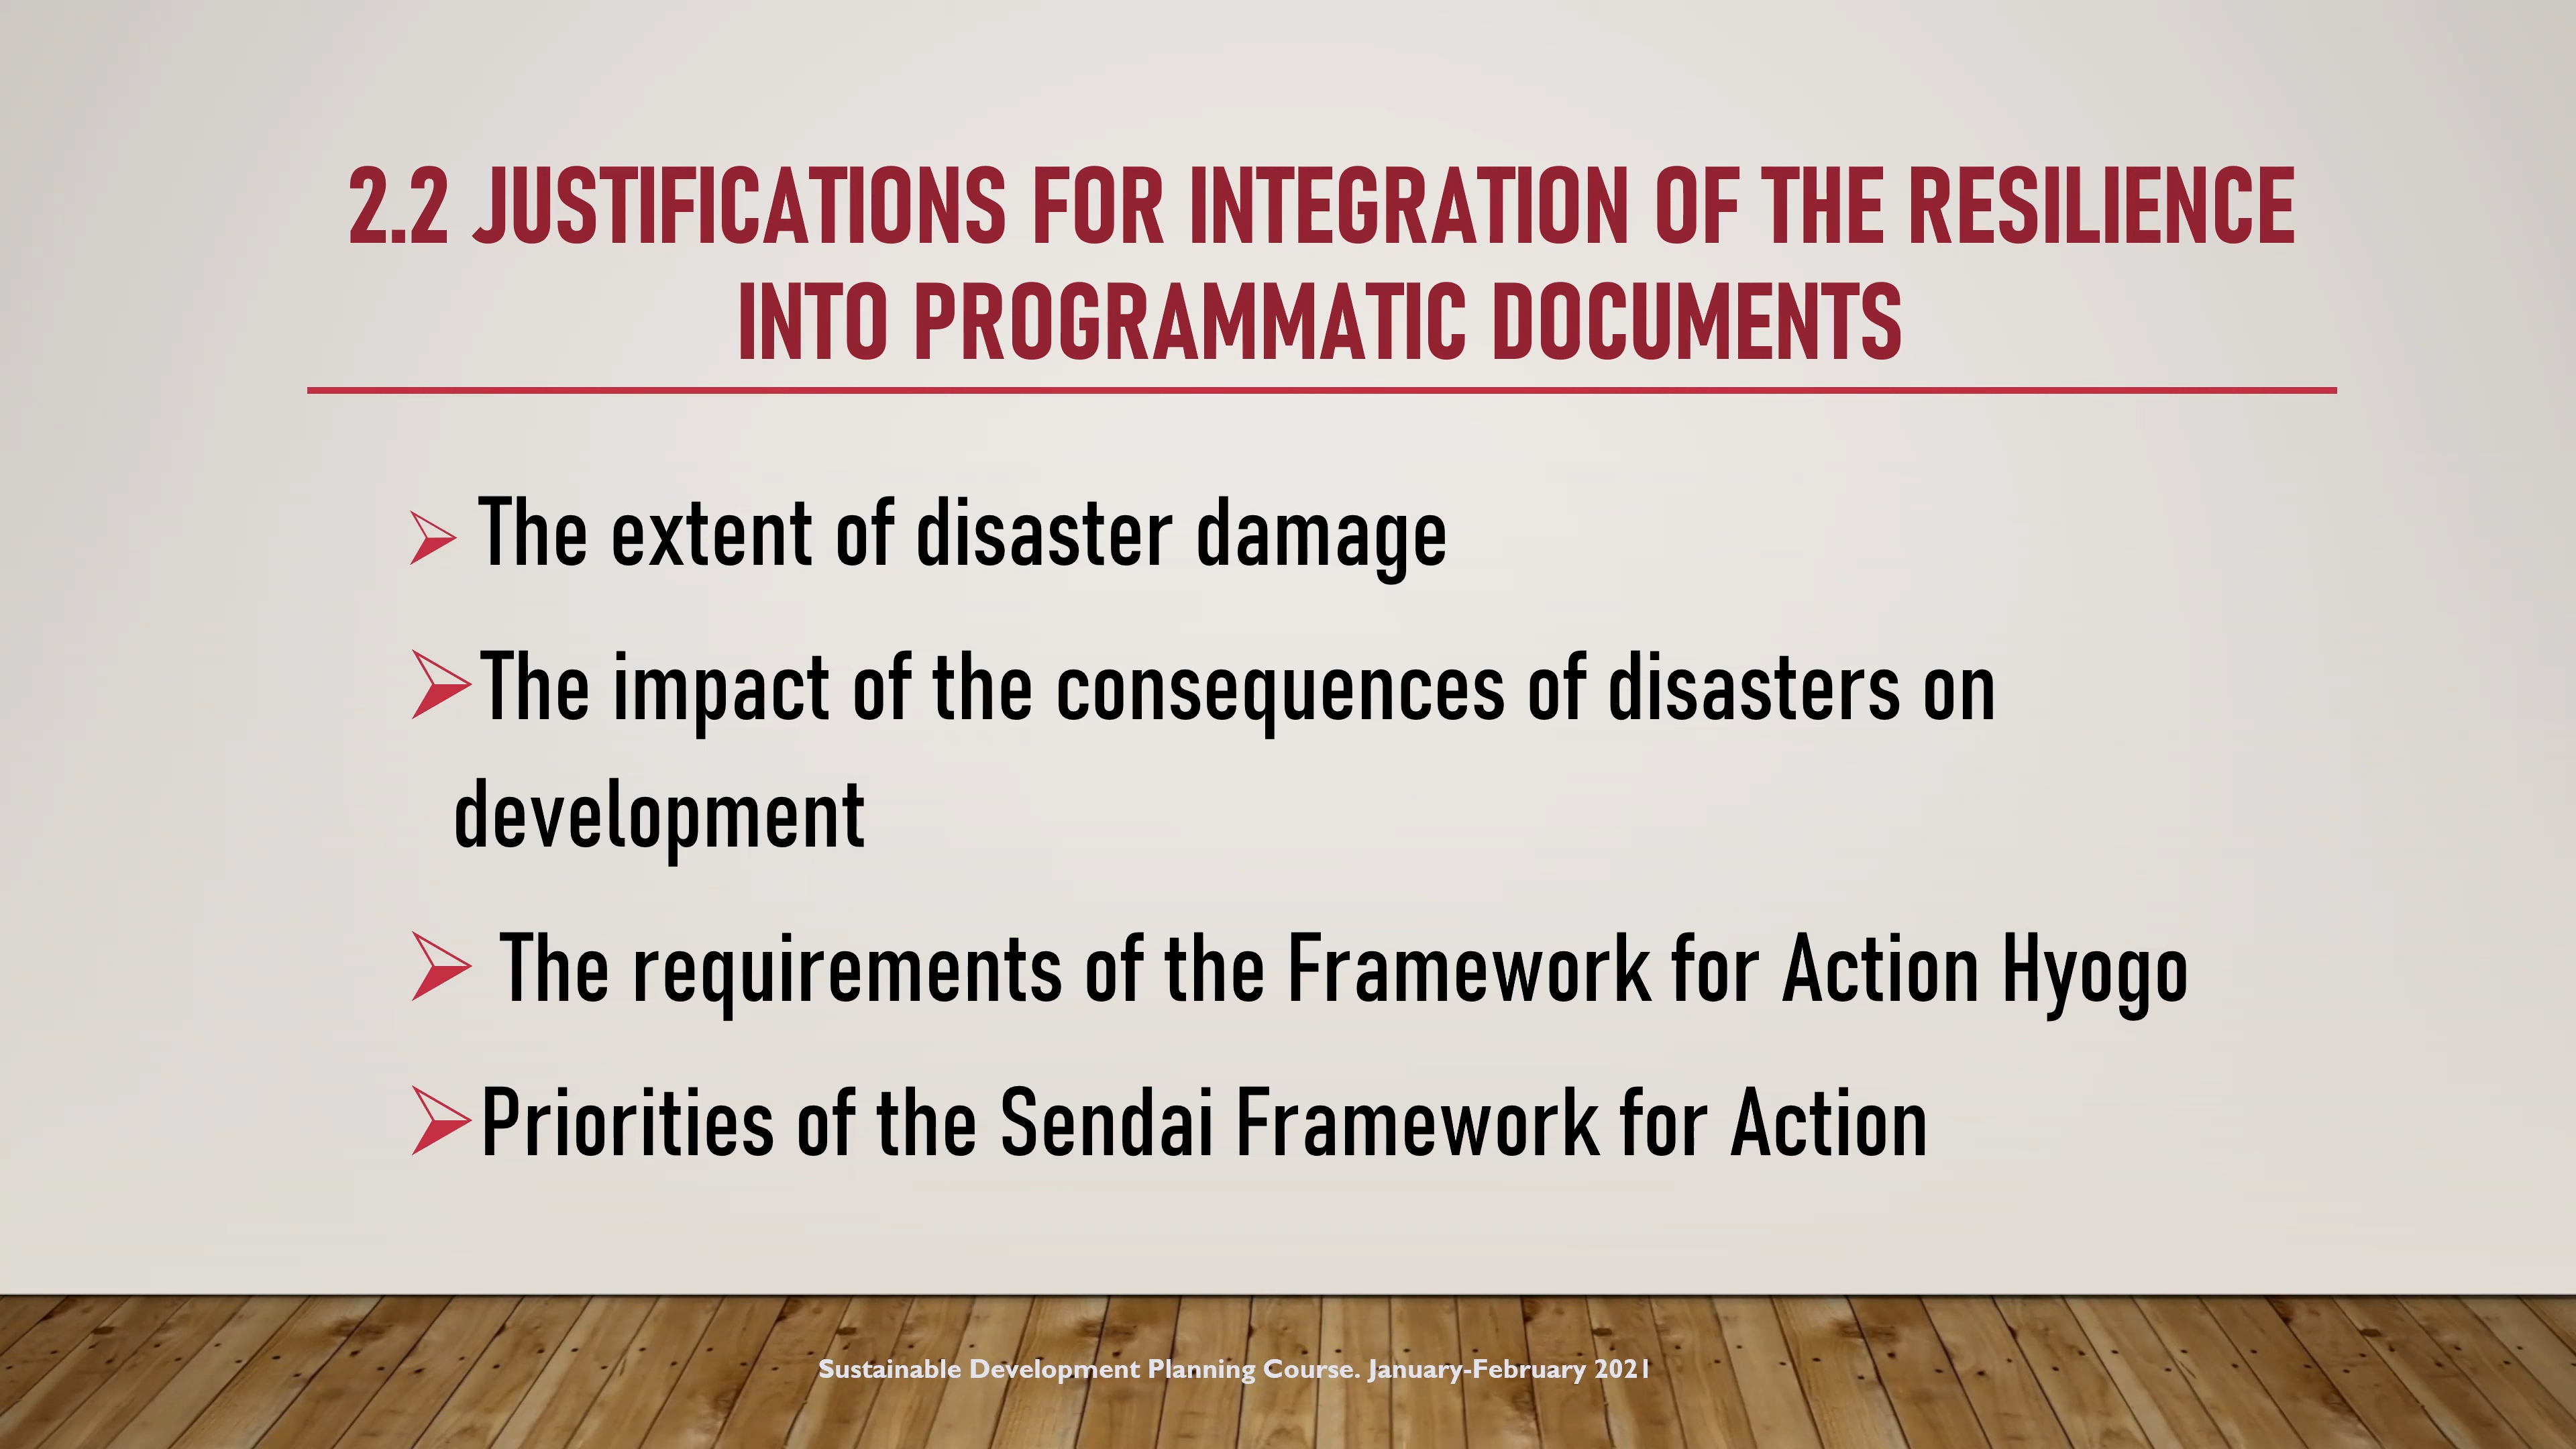 2.2 JUSTIFICATIONS FOR INTEGRATION OF THE RESILIENCE
INTO PROGRAMMATIC DOCUMENTS
The extent of disaster damage
The impact of the consequences of disasters on
development
The requirements of the Framework for Action Hyogo
Priorities of the Sendai Framework for Action
Sustainable Development Planning Course. January-February 2021